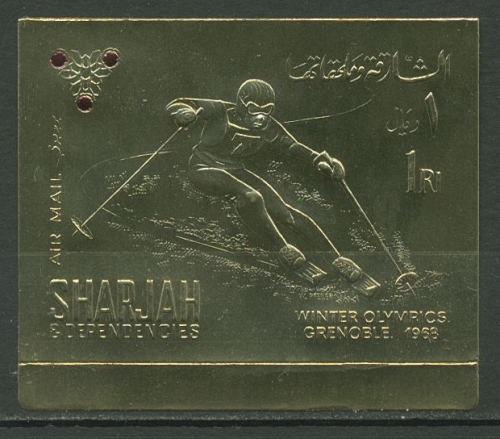 الشارقة وملحقاتها
١ ريال
1 Rl
AIR MAIL
SHARJAH
& DEPENDENCIES
WINTER OLYMPICS
GRENOBLE, 1968